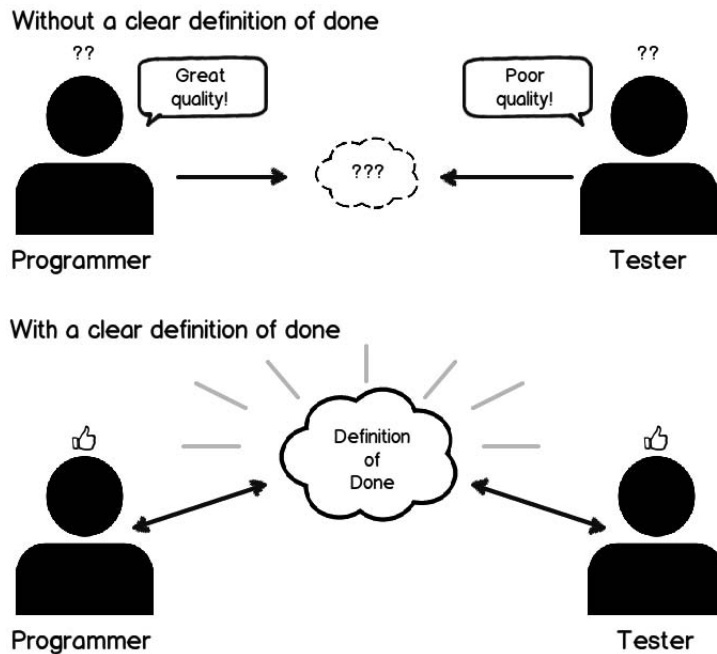 Without a clear definition of done
??
??
Great
quality!
Poor
quality!
???
Programmer
Tester
With a clear definition of done
Definition
of
Done
Programmer
Tester